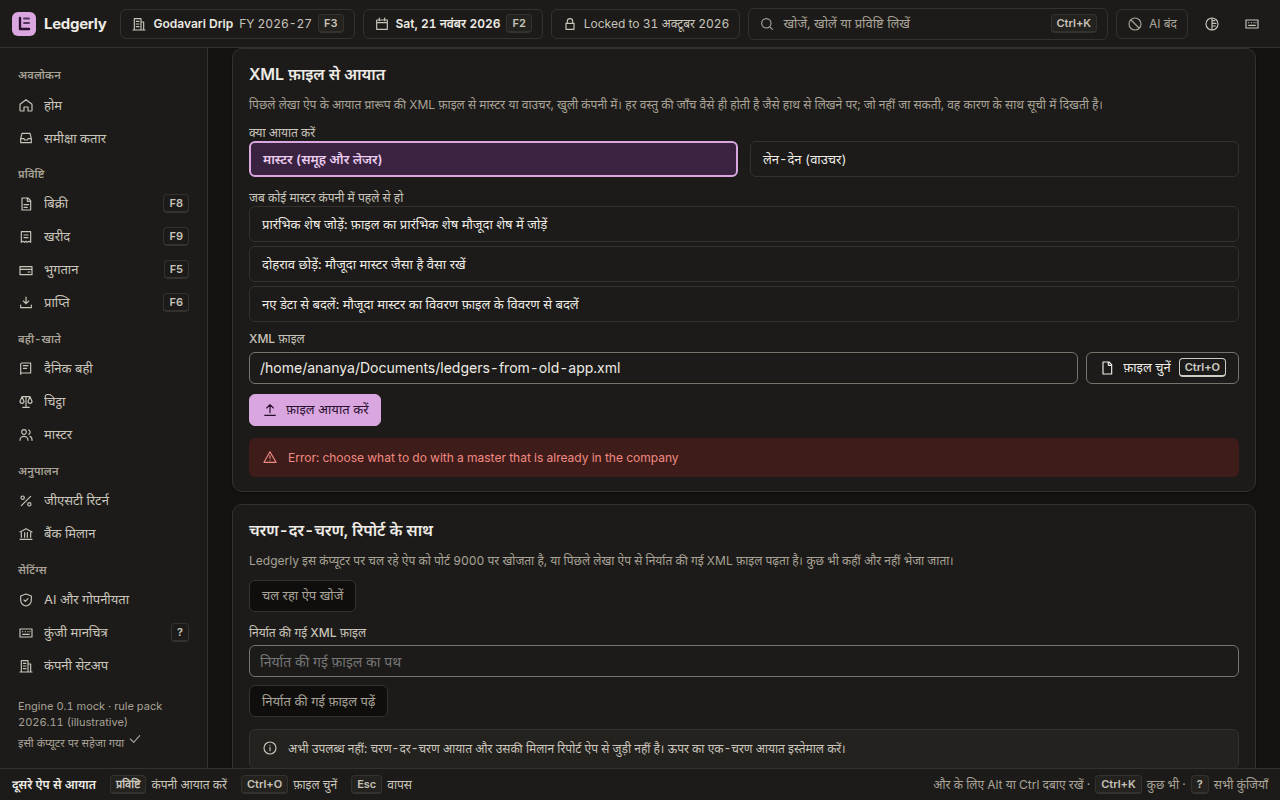 Ledgerly
Godavari Drip FY 2026-27 F3
Sat, 21 नवंबर 2026 F2
Locked to 31 अक्टूबर 2026
खोजें, खोलें या प्रविष्टि लिखें Ctrl+K
AI बंद
अवलोकन
होम
समीक्षा कतार
प्रविष्टि
बिक्री F8
खरीद F9
भुगतान F5
प्राप्ति F6
बही-खाते
दैनिक बही
चिट्ठा
मास्टर
अनुपालन
जीएसटी रिटर्न
बैंक मिलान
सेटिंग्स
AI और गोपनीयता
कुंजी मानचित्र ?
कंपनी सेटअप
Engine 0.1 mock · rule pack
2026.11 (illustrative)
इसी कंप्यूटर पर सहेजा गया
XML फ़ाइल से आयात
पिछले लेखा ऐप के आयात प्रारूप की XML फ़ाइल से मास्टर या वाउचर, खुली कंपनी में। हर वस्तु की जाँच वैसे ही होती है जैसे हाथ से लिखने पर; जो नहीं जा सकती, वह कारण के साथ सूची में दिखती है।
क्या आयात करें
मास्टर (समूह और लेजर)
लेन-देन (वाउचर)
जब कोई मास्टर कंपनी में पहले से हो
प्रारंभिक शेष जोड़ें: फ़ाइल का प्रारंभिक शेष मौजूदा शेष में जोड़ें
दोहराव छोड़ें: मौजूदा मास्टर जैसा है वैसा रखें
नए डेटा से बदलें: मौजूदा मास्टर का विवरण फ़ाइल के विवरण से बदलें
XML फ़ाइल
/home/ananya/Documents/ledgers-from-old-app.xml
फ़ाइल चुनें Ctrl+O
फ़ाइल आयात करें
Error: choose what to do with a master that is already in the company
चरण-दर-चरण, रिपोर्ट के साथ
Ledgerly इस कंप्यूटर पर चल रहे ऐप को पोर्ट 9000 पर खोजता है, या पिछले लेखा ऐप से निर्यात की गई XML फ़ाइल पढ़ता है। कुछ भी कहीं और नहीं भेजा जाता।
चल रहा ऐप खोजें
निर्यात की गई XML फ़ाइल
निर्यात की गई फ़ाइल का पथ
निर्यात की गई फ़ाइल पढ़ें
अभी उपलब्ध नहीं: चरण-दर-चरण आयात और उसकी मिलान रिपोर्ट ऐप से जुड़ी नहीं है। ऊपर का एक-चरण आयात इस्तेमाल करें।
दूसरे ऐप से आयात प्रविष्टि कंपनी आयात करें Ctrl+O फ़ाइल चुनें Esc वापस
और के लिए Alt या Ctrl दबाए रखें · Ctrl+K कुछ भी · ? सभी कुंजियाँ